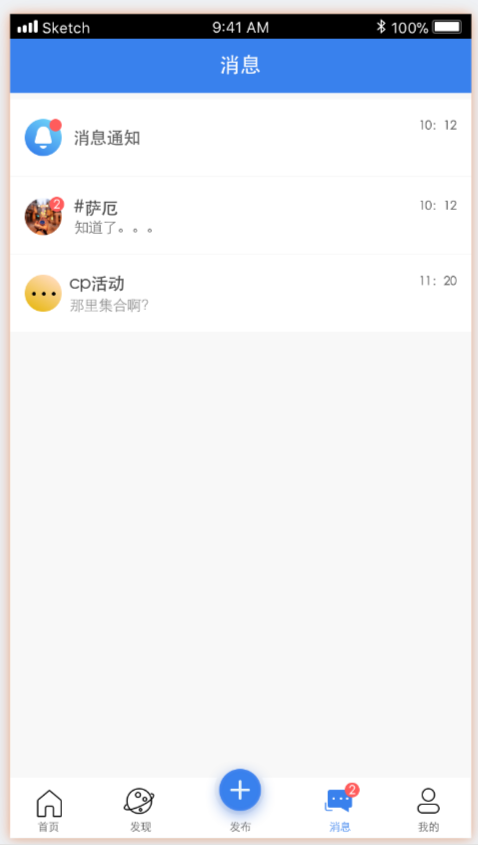 Sketch 9:41 AM 100%
消息
消息通知 10: 12
2 #萨厄 10: 12
知道了。。。
cp活动 11: 20
那里集合啊?
2
首页 发现 发布 消息 我的